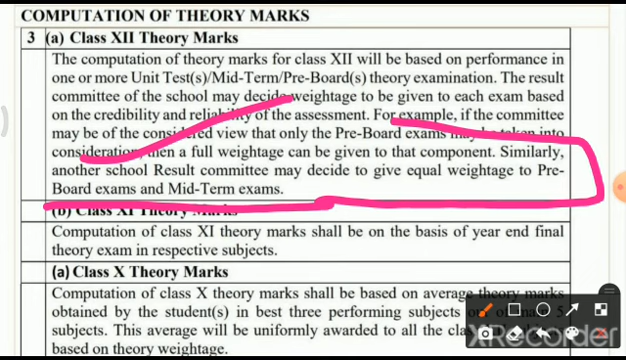 COMPUTATION OF THEORY MARKS
3 (a) Class XII Theory Marks
The computation of theory marks for class XII will be based on performance in
one or more Unit Test(s)/Mid-Term/Pre-Board(s) theory examination. The result
committee of the school may decide weightage to be given to each exam based
on the credibility and reliability of the assessment. For example, if the committee
may be of the considered view that only the Pre-Board exams may be taken into
consideration, then a full weightage can be given to that component. Similarly,
another school Result committee may decide to give equal weightage to Pre-
Board exams and Mid-Term exams.
(b) Class XI Theory Marks
Computation of class XI theory marks shall be on the basis of year end final
theory exam in respective subjects.
(a) Class X Theory Marks
Computation of class X theory marks shall be based on average theory marks
obtained by the student(s) in best three performing subjects
subjects. This average will be uniformly awarded to all the
based on theory weightage.